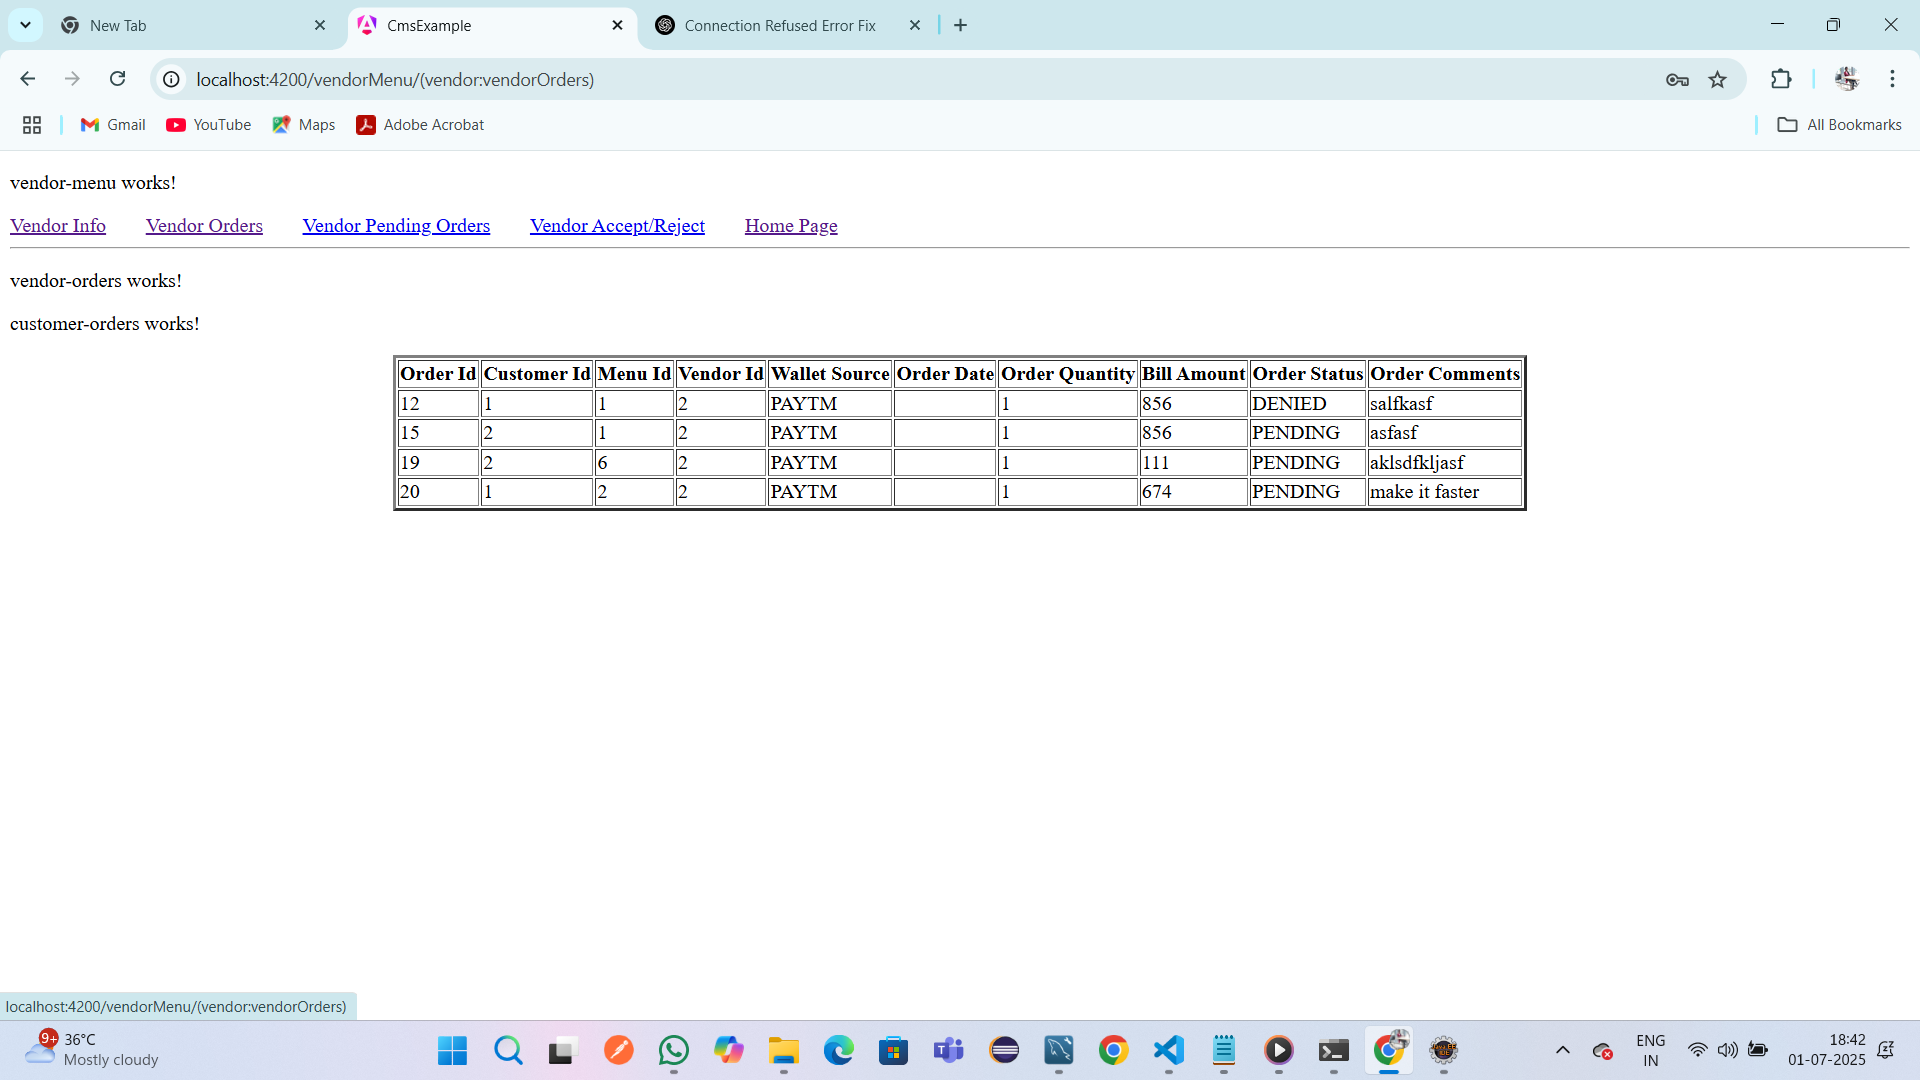 New Tab
CmsExample
Connection Refused Error Fix
localhost:4200/vendorMenu/(vendor:vendorOrders)
Gmail YouTube Maps Adobe Acrobat All Bookmarks
vendor-menu works!
Vendor Info Vendor Orders Vendor Pending Orders Vendor Accept/Reject Home Page
vendor-orders works!
customer-orders works!
Order Id Customer Id Menu Id Vendor Id Wallet Source Order Date Order Quantity Bill Amount Order Status Order Comments
12 1 1 2 PAYTM 1 856 DENIED salfkasf
15 2 1 2 PAYTM 1 856 PENDING asfasf
19 2 6 2 PAYTM 1 111 PENDING aklsdfkljasf
20 1 2 2 PAYTM 1 674 PENDING make it faster
localhost:4200/vendorMenu/(vendor:vendorOrders)
9+ 36°C
Mostly cloudy
ENG
IN
18:42
01-07-2025